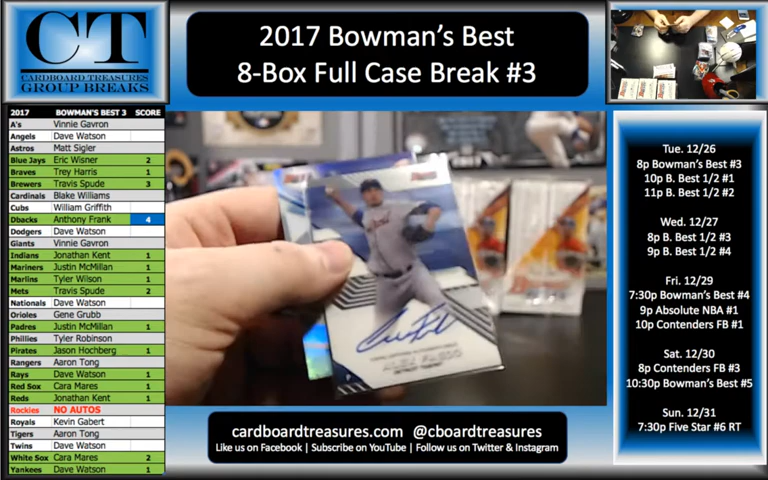 CT
CARDBOARD TREASURES
GROUP BREAKS
2017 Bowman's Best
8-Box Full Case Break #3
2017 BOWMAN'S BEST 3 SCORE
A's Vinnie Gavron
Angels Dave Watson
Astros Matt Sigler
Blue Jays Eric Wisner 2
Braves Trey Harris 1
Brewers Travis Spude 3
Cardinals Blake Williams
Cubs William Griffith
Dbacks Anthony Frank 4
Dodgers Dave Watson
Giants Vinnie Gavron
Indians Jonathan Kent 1
Mariners Justin McMillan 1
Marlins Tyler Wilson 1
Mets Travis Spude 2
Nationals Dave Watson
Orioles Gene Grubb
Padres Justin McMillan 1
Phillies Tyler Robinson
Pirates Jason Hochberg 1
Rangers Aaron Tong
Rays Dave Watson 1
Red Sox Cara Mares 1
Reds Jonathan Kent 1
Rockies NO AUTOS
Royals Kevin Gabert
Tigers Aaron Tong
Twins Dave Watson
White Sox Cara Mares 2
Yankees Dave Watson 1
ALEX FAEDO
DETROIT TIGERS
Tue. 12/26
8p Bowman's Best #3
10p B. Best 1/2 #1
11p B. Best 1/2 #2
Wed. 12/27
8p B. Best 1/2 #3
9p B. Best 1/2 #4
Fri. 12/29
7:30p Bowman's Best #4
9p Absolute NBA #1
10p Contenders FB #1
Sat. 12/30
8p Contenders FB #3
10:30p Bowman's Best #5
Sun. 12/31
7:30p Five Star #6 RT
cardboardtreasures.com @cboardtreasures
Like us on Facebook | Subscribe on YouTube | Follow us on Twitter & Instagram